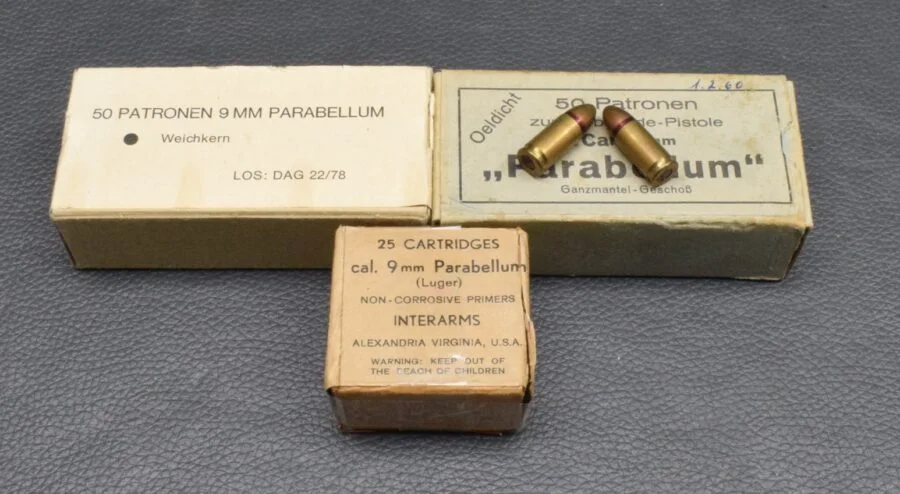 50 PATRONEN 9 MM PARABELLUM
Weichkern
LOS: DAG 22/78
1.2.60
Oeldicht
50 Patronen
-Pistole
"
Ganzmantel-Geschoß
25 CARTRIDGES
cal. 9mm Parabellum
(Luger)
NON-CORROSIVE PRIMERS
INTERARMS
ALEXANDRIA VIRGINIA, U.S.A.
WARNING: KEEP OUT OF
THE REACH OF CHILDREN